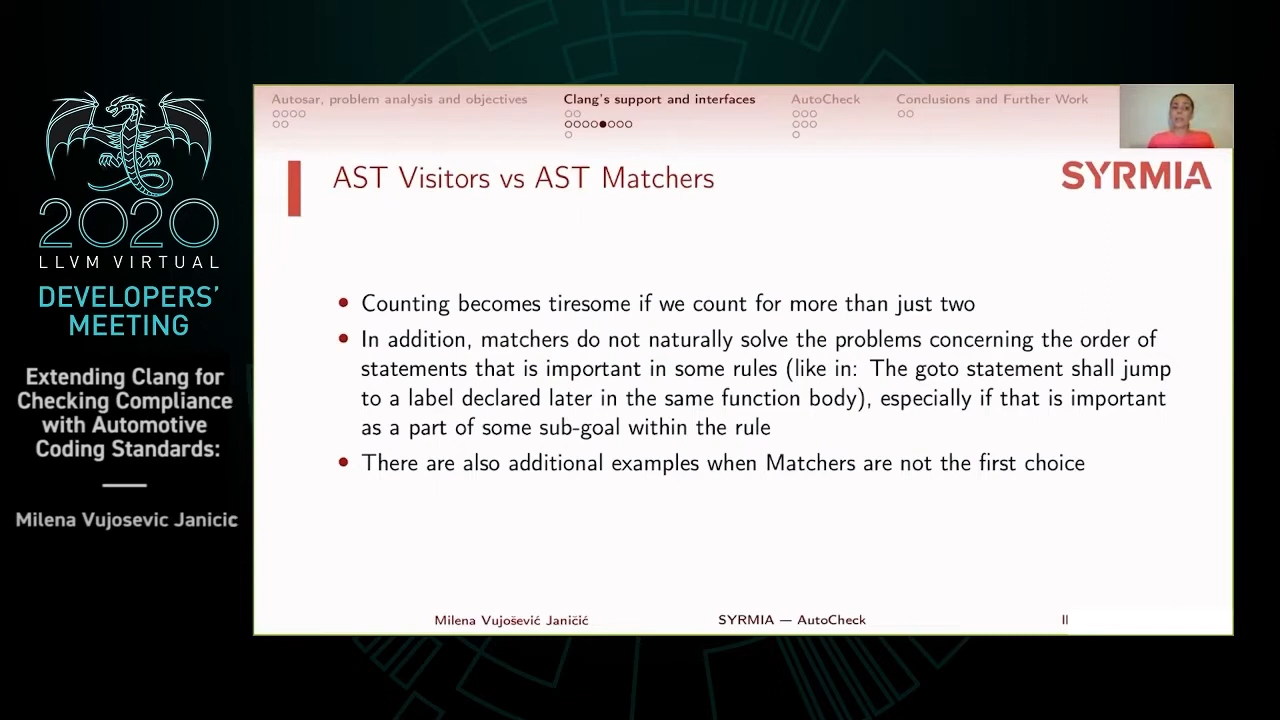 2020
LLVM VIRTUAL
DEVELOPERS'
MEETING
Extending Clang for
Checking Compliance
with Automotive
Coding Standards:
Milena Vujosevic Janicic
Autosar, problem analysis and objectives
Clang's support and interfaces
AutoCheck
Conclusions and Further Work
AST Visitors vs AST Matchers
SYRMIA
• Counting becomes tiresome if we count for more than just two
• In addition, matchers do not naturally solve the problems concerning the order of
statements that is important in some rules (like in: The goto statement shall jump
to a label declared later in the same function body), especially if that is important
as a part of some sub-goal within the rule
• There are also additional examples when Matchers are not the first choice
Milena Vujošević Janičić
SYRMIA — AutoCheck
ll